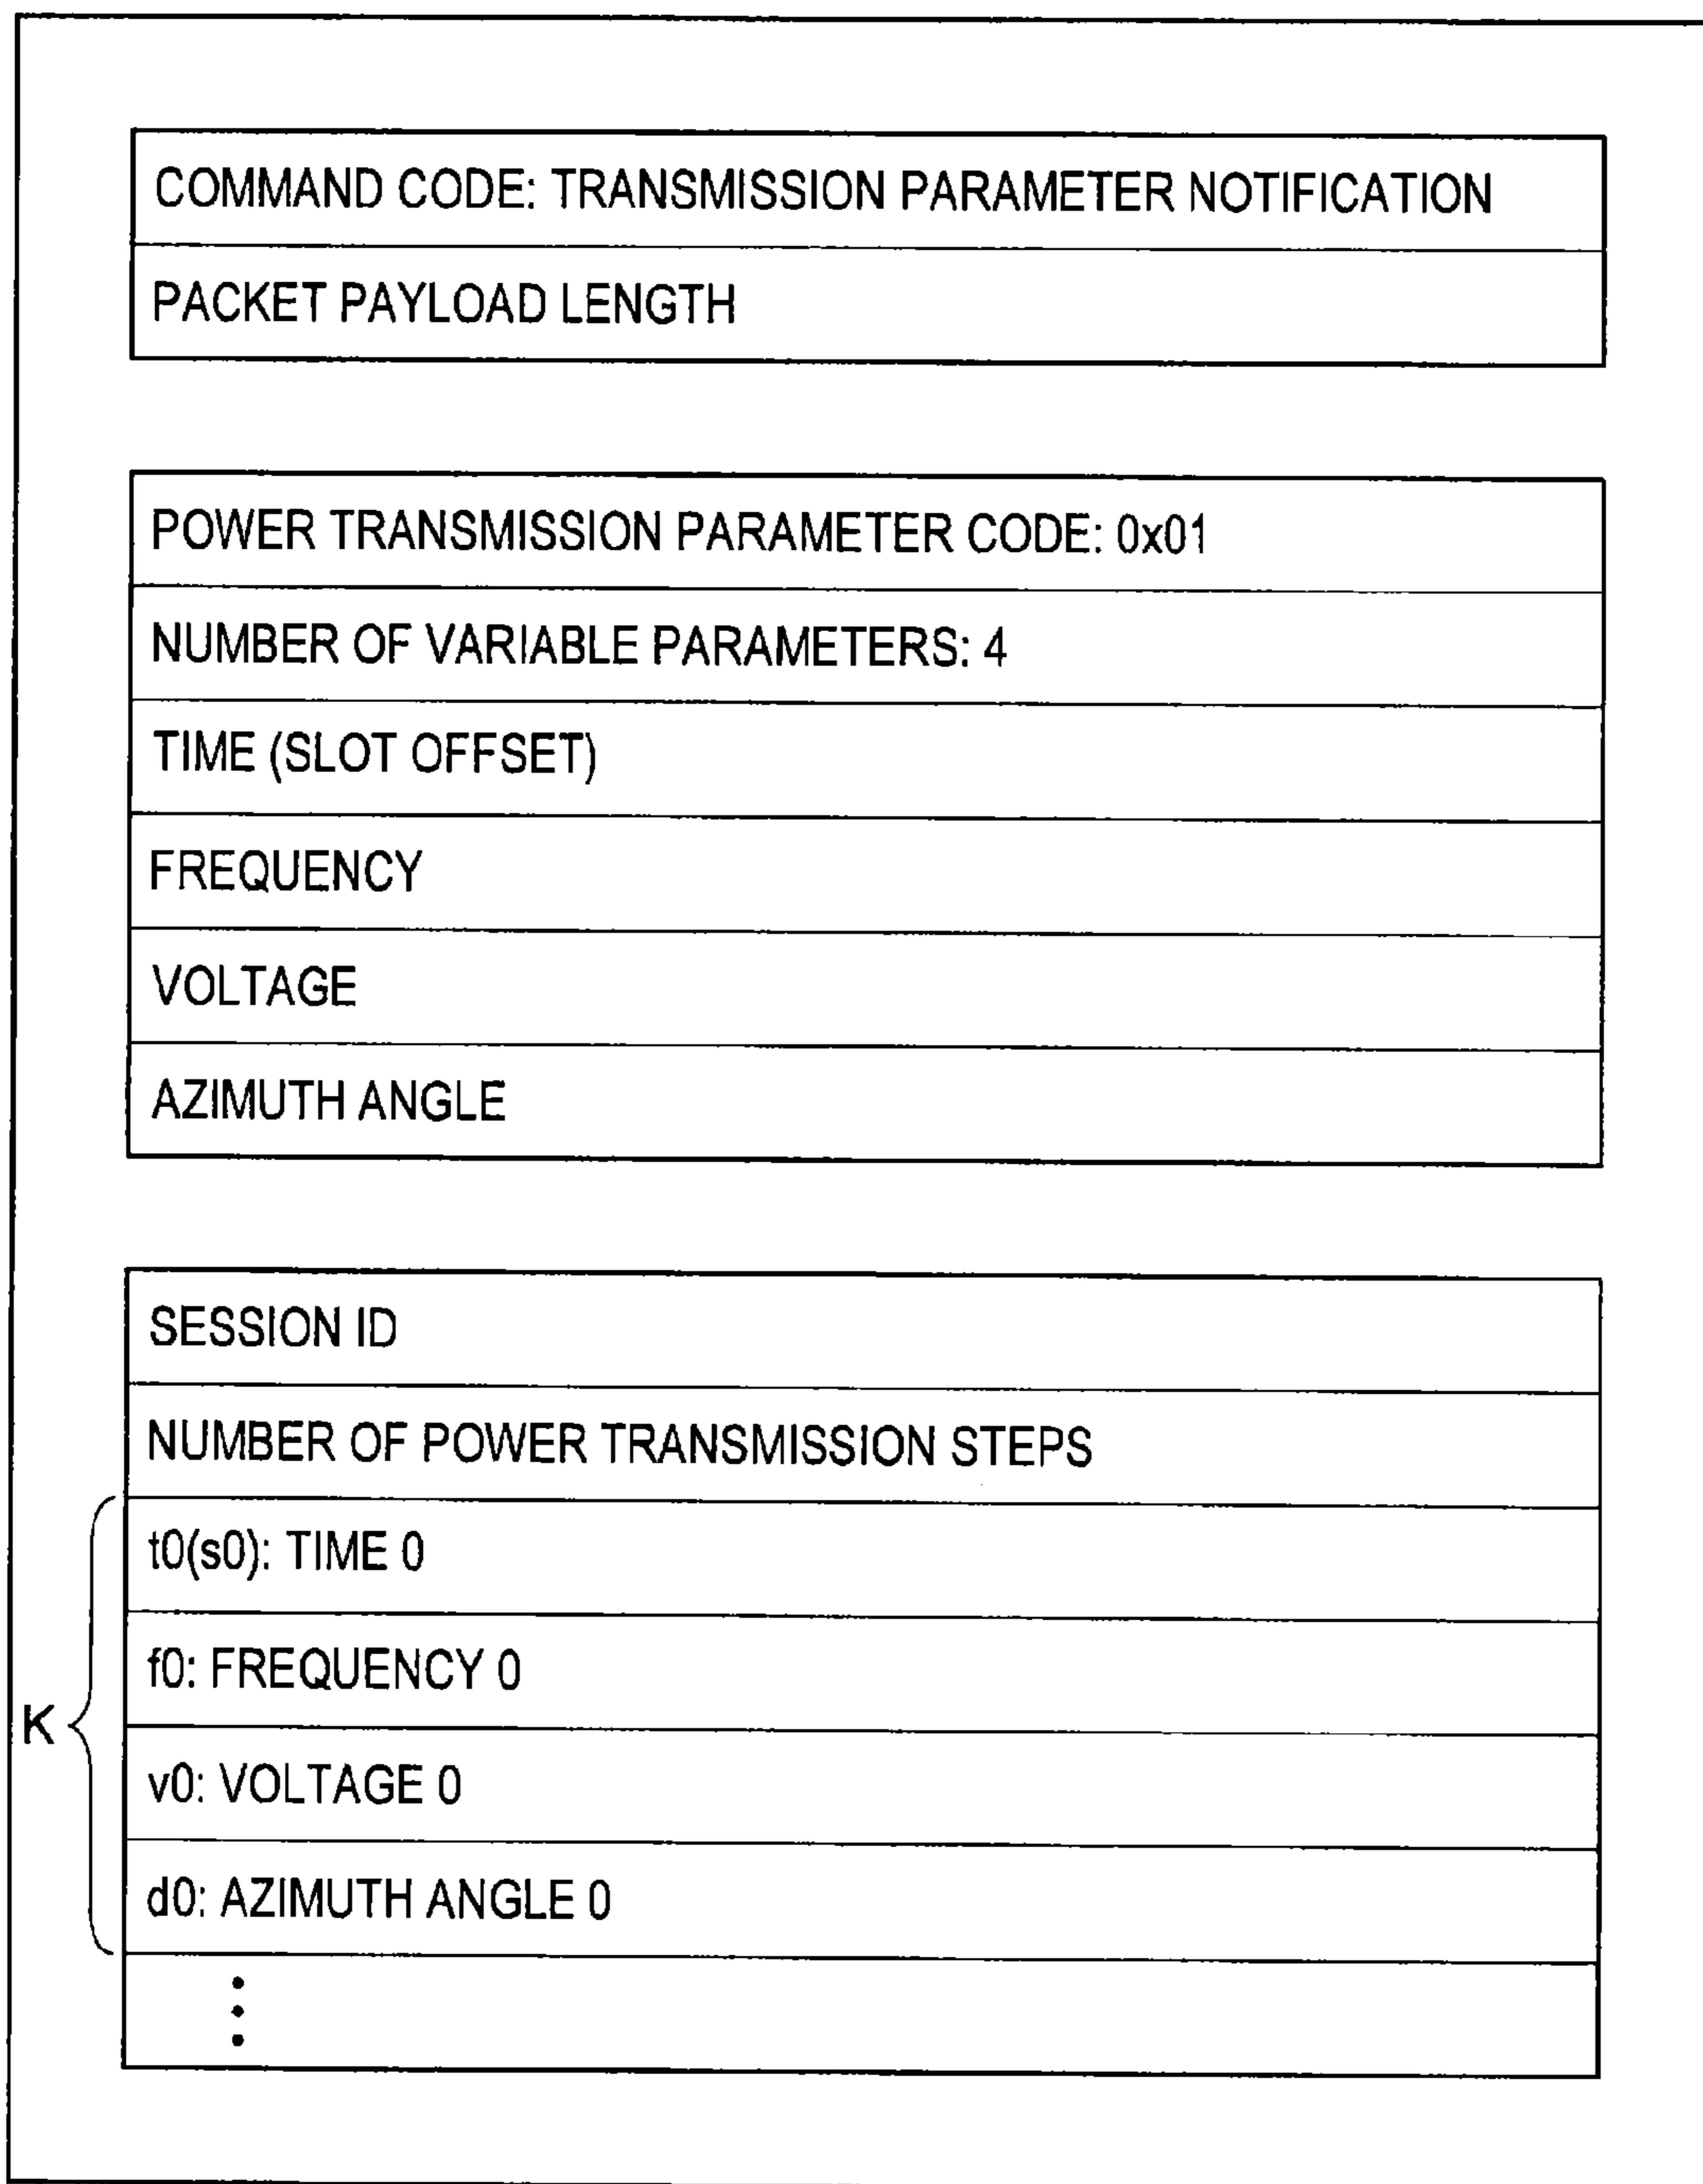 COMMAND CODE: TRANSMISSION PARAMETER NOTIFICATION
PACKET PAYLOAD LENGTH
POWER TRANSMISSION PARAMETER CODE: 0x01
NUMBER OF VARIABLE PARAMETERS: 4
TIME (SLOT OFFSET)
FREQUENCY
VOLTAGE
AZIMUTH ANGLE
SESSION ID
NUMBER OF POWER TRANSMISSION STEPS
t0(s0): TIME 0
f0: FREQUENCY 0
K
v0: VOLTAGE 0
d0: AZIMUTH ANGLE 0